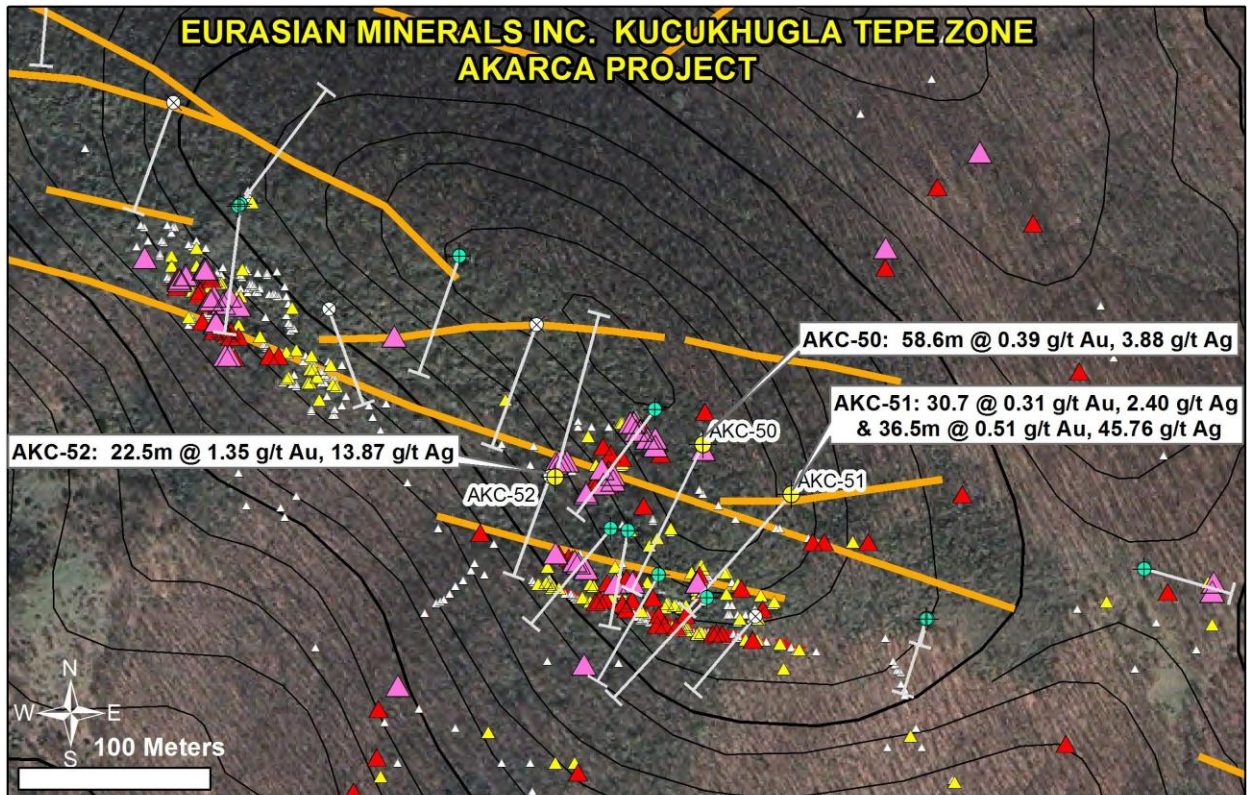 EURASIAN MINERALS INC. KUCUKHUGLA TEPE ZONE
AKARCA PROJECT
AKC-50: 58.6m @ 0.39 g/t Au, 3.88 g/t Ag
AKC-51: 30.7 @ 0.31 g/t Au, 2.40 g/t Ag
& 36.5m @ 0.51 g/t Au, 45.76 g/t Ag
AKC-50
AKC-52: 22.5m @ 1.35 g/t Au, 13.87 g/t Ag
AKC-51
AKC-52
N
W E
S
100 Meters